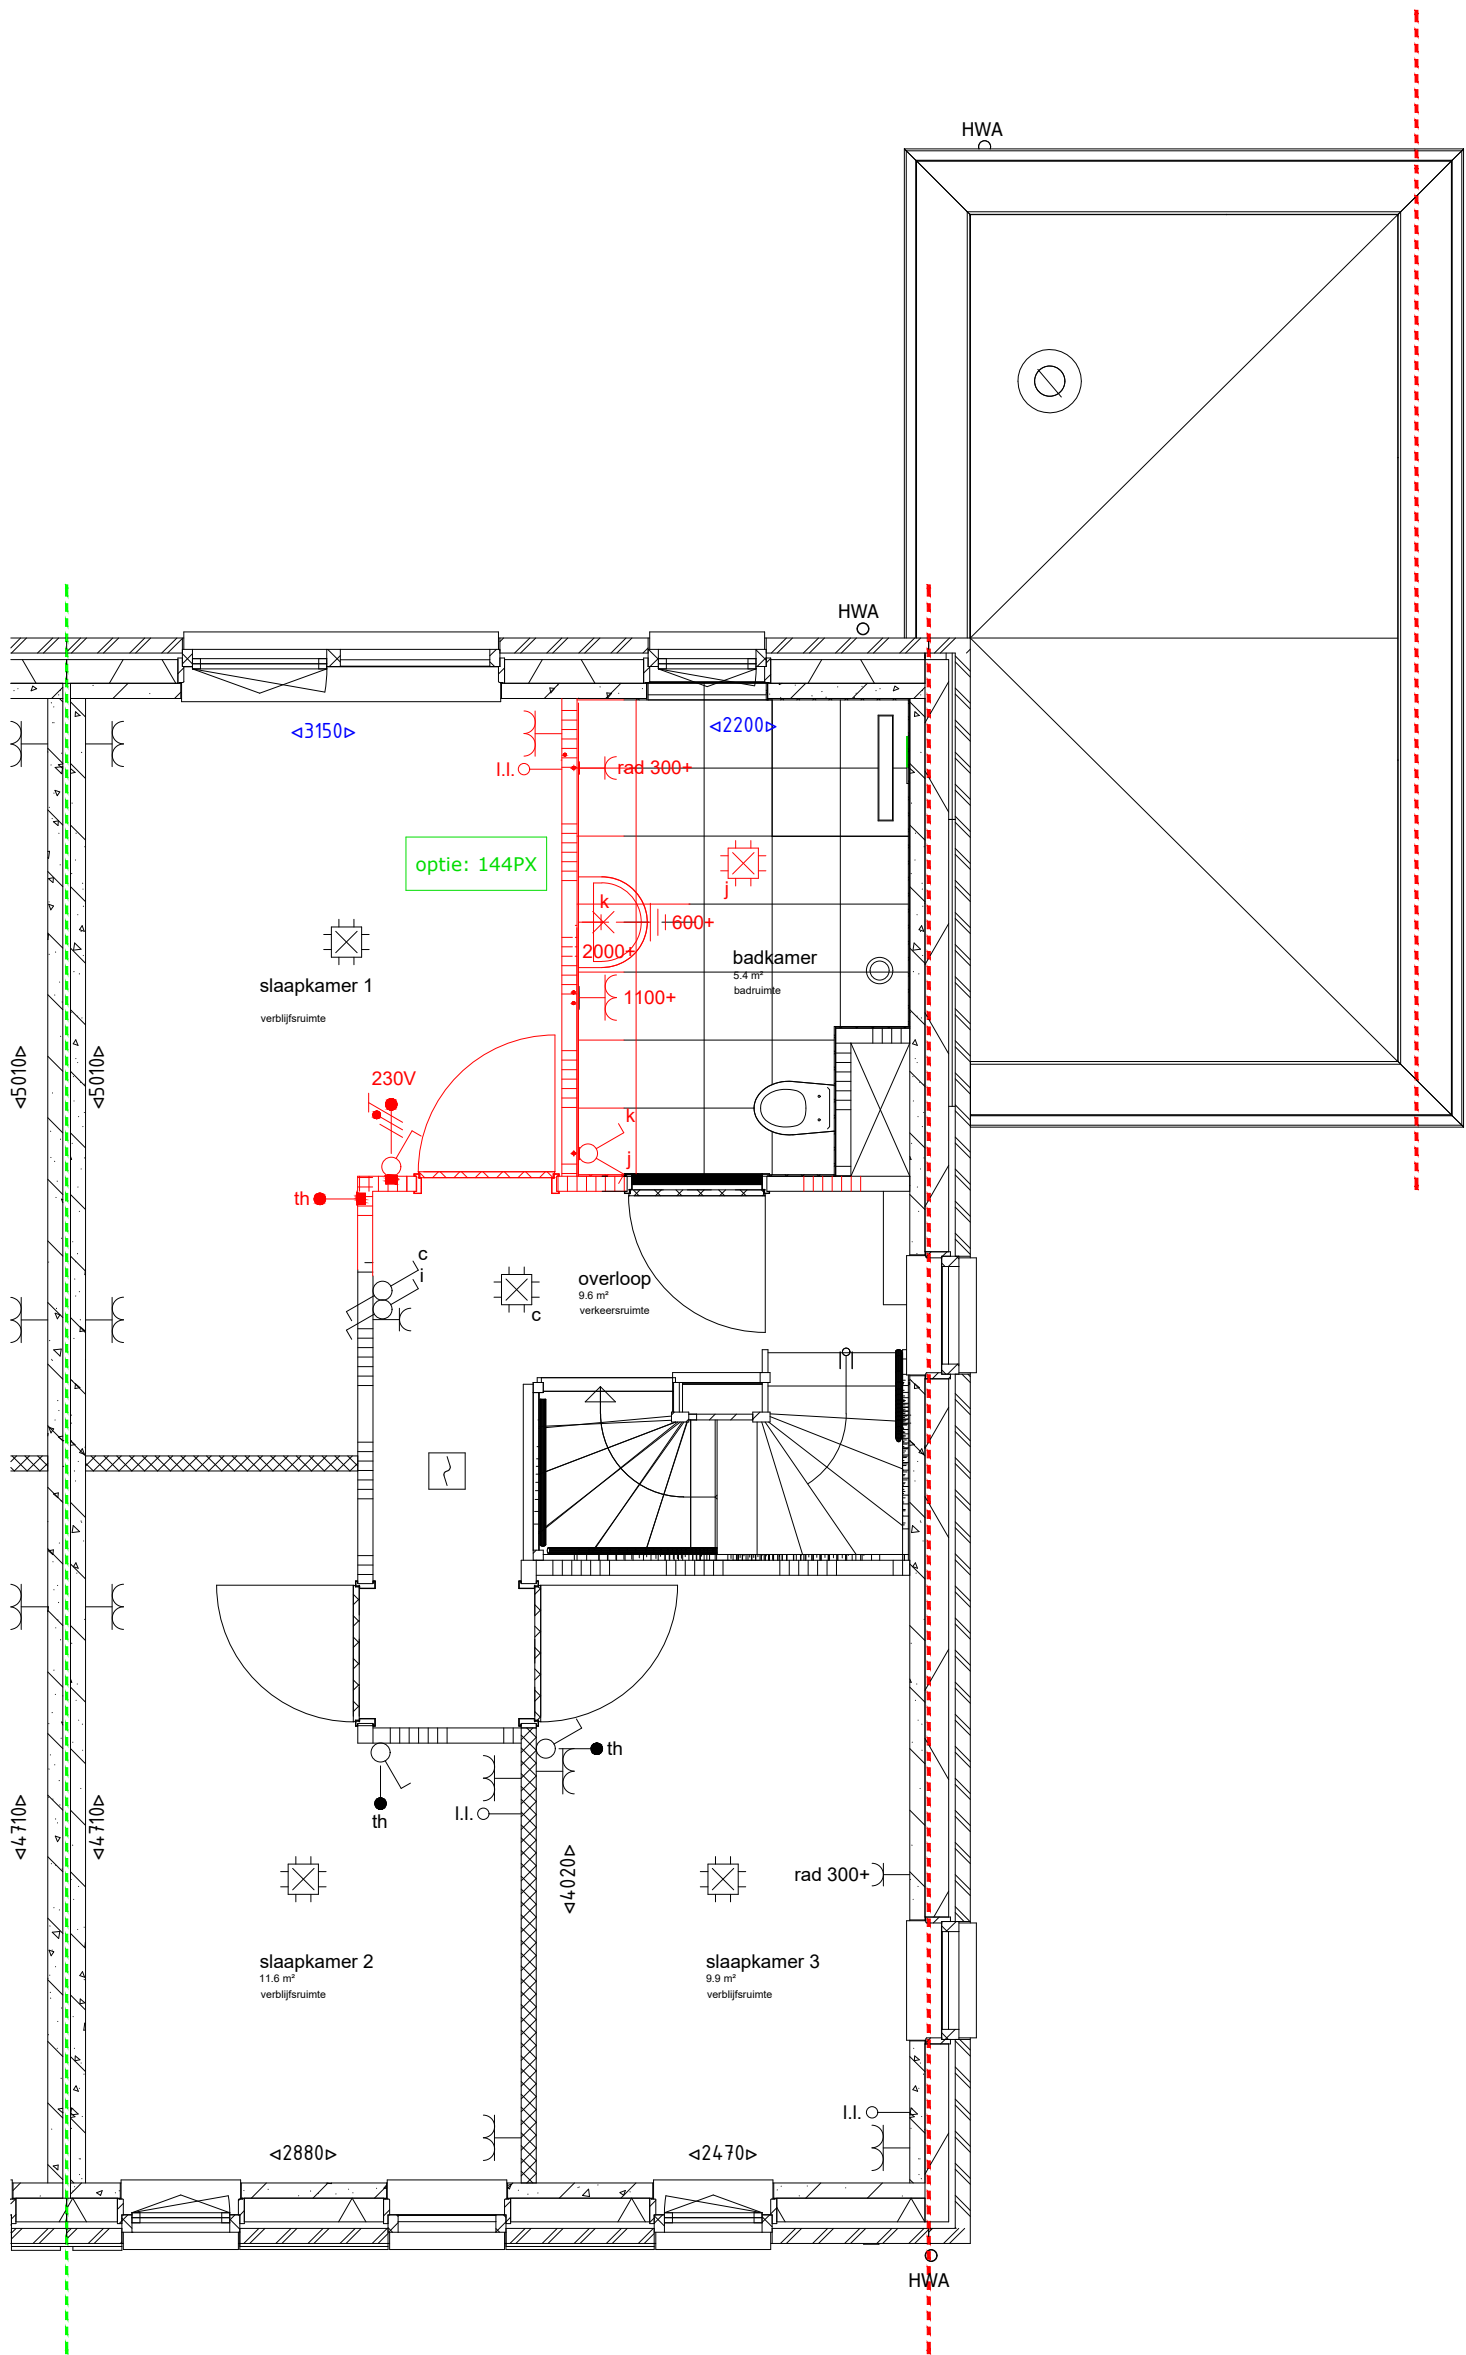 HWA
HWA
◁3150▷
◁2200▷
l.l.
rad 300+
optie: 144PX
j
k
600+
2000+
badkamer
5.4 m²
badruimte
slaapkamer 1
verblijfsruimte
1100+
◁5010▷
◁5010▷
230V
k
j
th
c
i
overloop
9.6 m²
verkeersruimte
c
th
th
l.l.
◁4710▷
◁4710▷
◁4020▷
rad 300+
slaapkamer 2
11.6 m²
verblijfsruimte
slaapkamer 3
9.9 m²
verblijfsruimte
l.l.
◁2880▷
◁2470▷
HWA